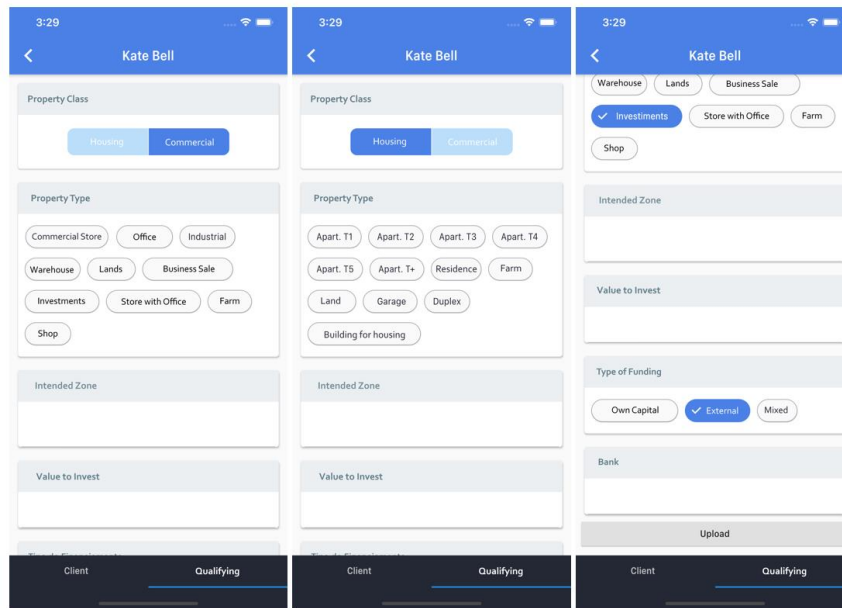 3:29
Kate Bell
Property Class
Housing Commercial
Property Type
Commercial Store Office Industrial
Warehouse Lands Business Sale
Investments Store with Office Farm
Shop
Intended Zone
Value to Invest
Client Qualifying
3:29
Kate Bell
Property Class
Housing Commercial
Property Type
Apart. T1 Apart. T2 Apart. T3 Apart. T4
Apart. T5 Apart. T+ Residence Farm
Land Garage Duplex
Building for housing
Intended Zone
Value to Invest
Client Qualifying
3:29
Kate Bell
Warehouse Lands Business Sale
Investiments Store with Office Farm
Shop
Intended Zone
Value to Invest
Type of Funding
Own Capital External Mixed
Bank
Upload
Client Qualifying